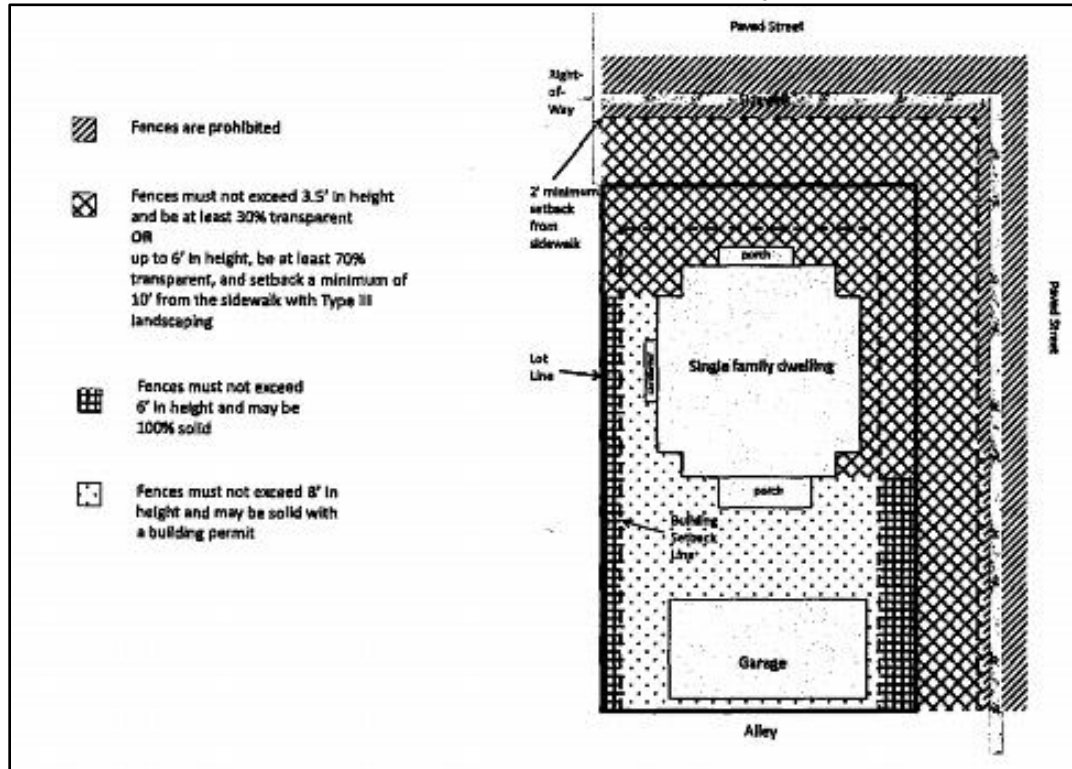 Paved Street
Right-
of-
Way
Sidewalk
Fences are prohibited
Fences must not exceed 3.5' in height
and be at least 30% transparent
OR
up to 6' in height, be at least 70%
transparent, and setback a minimum of
10' from the sidewalk with Type III
landscaping
2' minimum
setback
from
sidewalk
porch
Paved Street
Lot
Line
Single family dwelling
Fences must not exceed
6' in height and may be
100% solid
Fences must not exceed 8' in
height and may be solid with
a building permit
porch
Building
Setback
Line
Garage
Alley